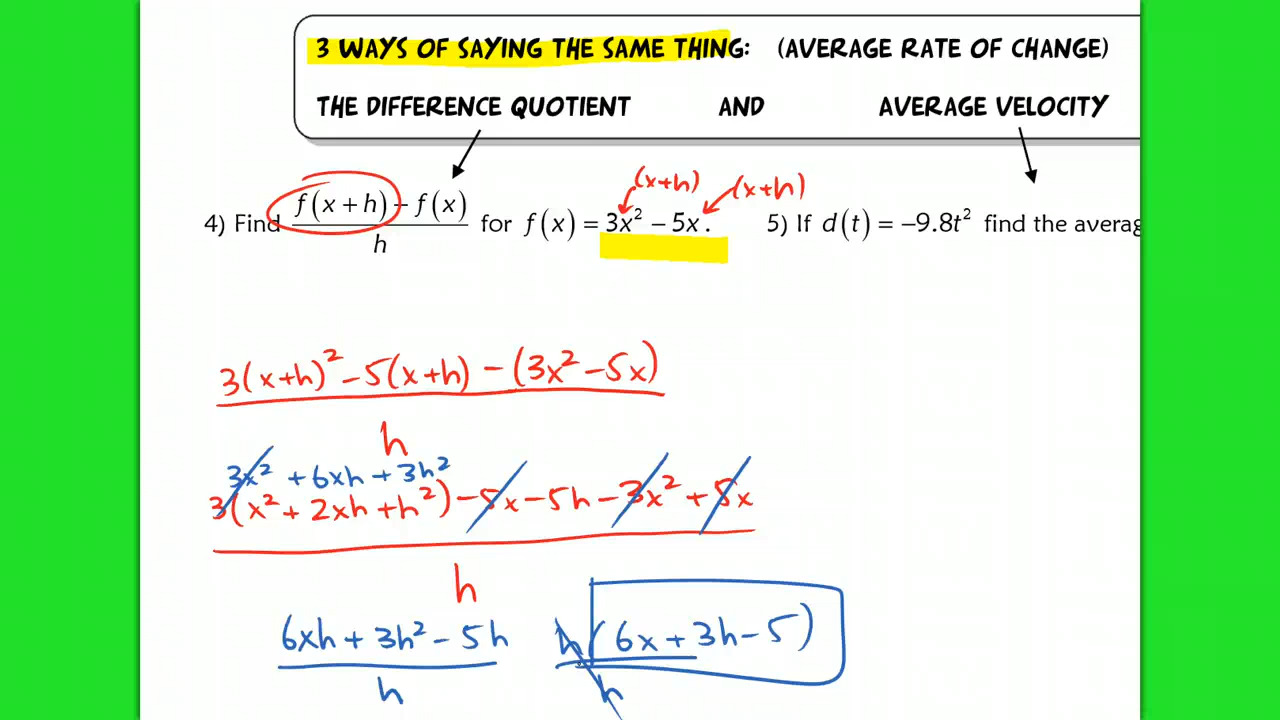 3 WAYS OF SAYING THE SAME THING: (AVERAGE RATE OF CHANGE)
THE DIFFERENCE QUOTIENT AND AVERAGE VELOCITY
(x+h) (x+h)
4) Find f(x + h) − f(x) / h for f(x) = 3x² − 5x. 5) If d(t) = −9.8t² find the averag
3(x+h)² − 5(x+h) − (3x² − 5x)
h
3x² + 6xh + 3h²
3(x² + 2xh + h²) − 5x − 5h − 3x² + 5x
h
6xh + 3h² − 5h h(6x + 3h − 5)
h h